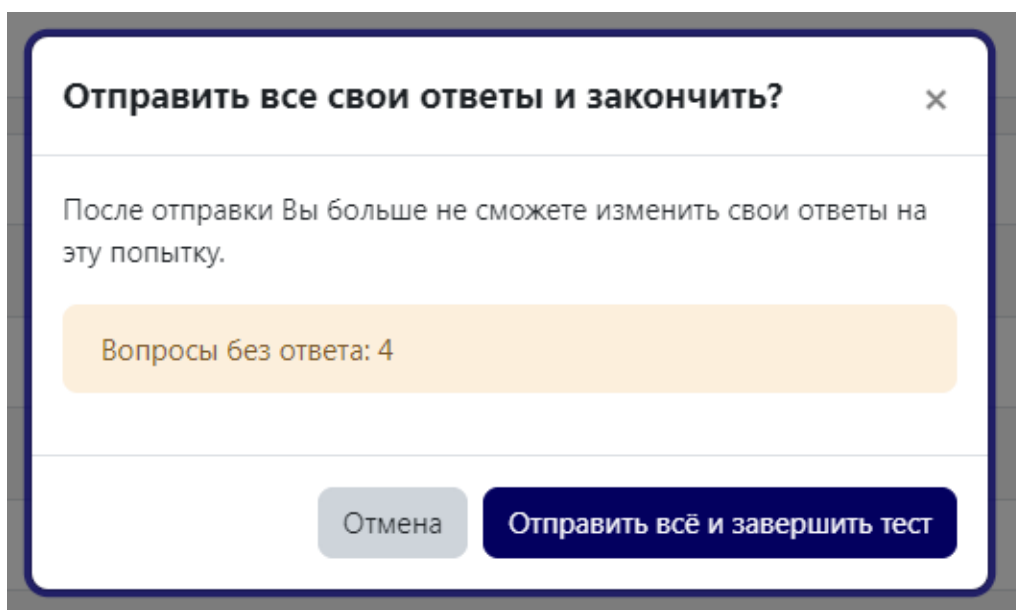 Отправить все свои ответы и закончить?
После отправки Вы больше не сможете изменить свои ответы на
эту попытку.
Вопросы без ответа: 4
Отмена
Отправить всё и завершить тест